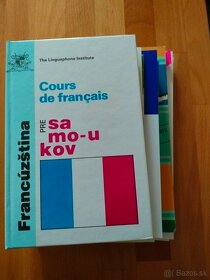 The Linguaphone Institute
Cours
de français
PRE
sa
mo-u
kov
Francúzština
Bazos.sk